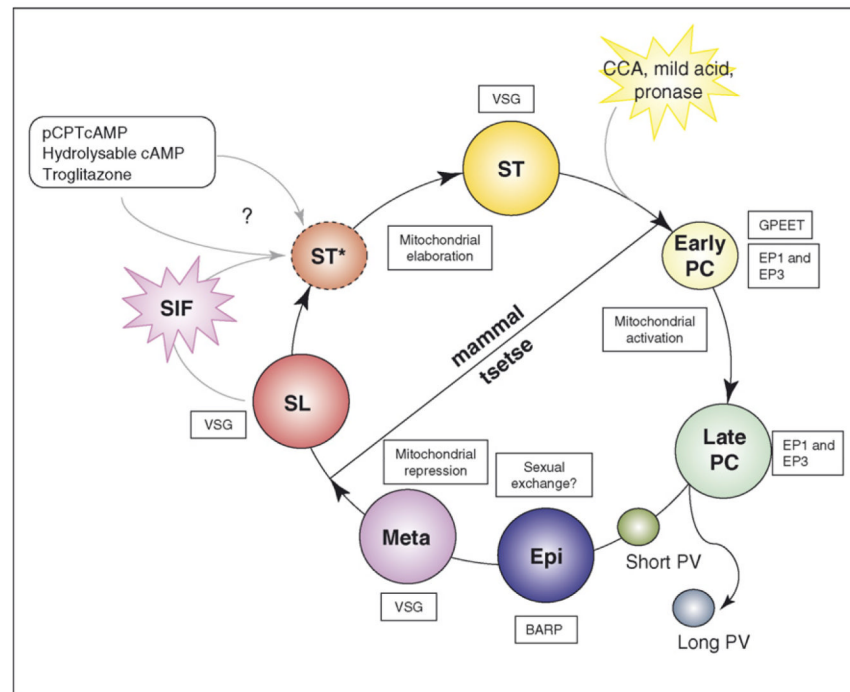 CCA, mild acid,
pronase
VSG
ST
pCPTcAMP
Hydrolysable cAMP
Troglitazone
?
ST*
Mitochondrial
elaboration
Early
PC
GPEET
EP1 and
EP3
SIF
mammal
tsetse
Mitochondrial
activation
SL
VSG
Late
PC
EP1 and
EP3
Mitochondrial
repression
Sexual
exchange?
Meta
Epi
Short PV
VSG
BARP
Long PV